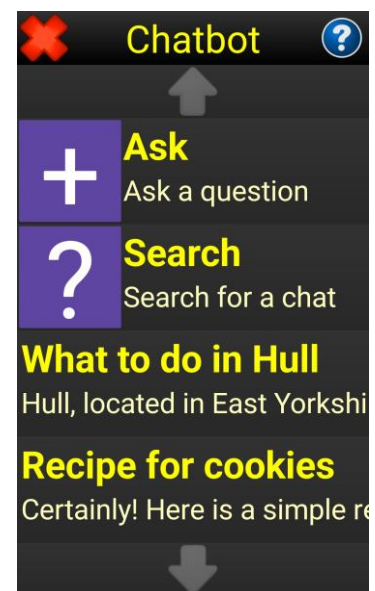 Chatbot ?
+
Ask
Ask a question
?
Search
Search for a chat
What to do in Hull
Hull, located in East Yorkshi
Recipe for cookies
Certainly! Here is a simple re